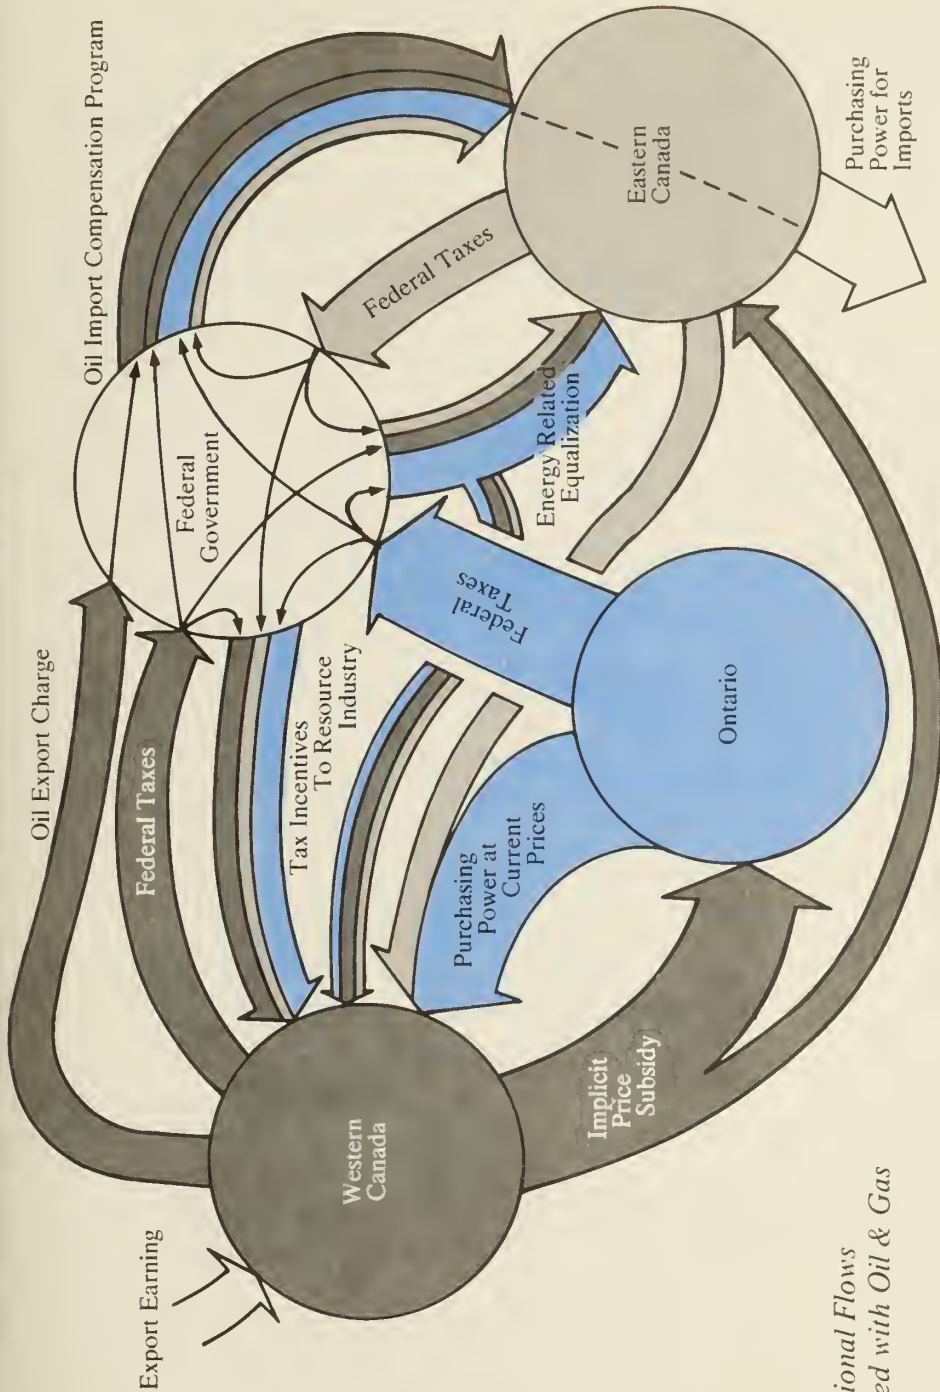 Export Earning
Oil Export Charge
Oil Import Compensation Program
Federal Taxes
Federal
Government
Tax Incentives
To Resource
Industry
Federal Taxes
Western
Canada
Purchasing
Power at
Current
Prices
Federal
Taxes
Energy Related
Equalization
Eastern
Canada
Implicit
Price
Subsidy
Ontario
Purchasing
Power for
Imports
ional Flows
ed with Oil & Gas